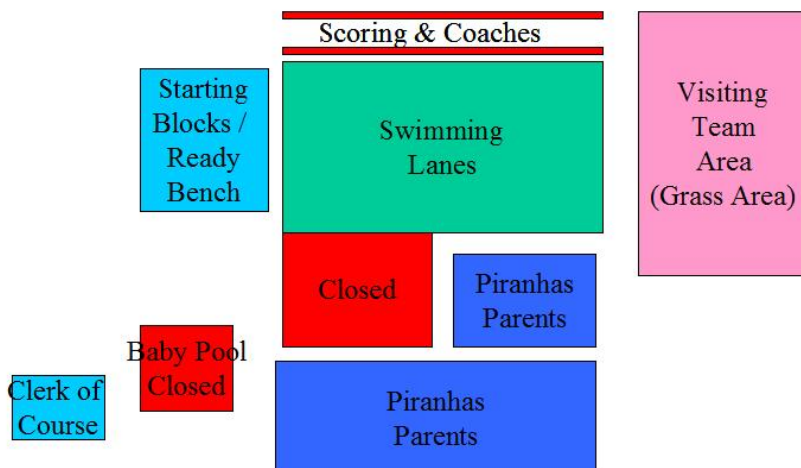 Scoring & Coaches
Starting
Blocks /
Ready
Bench
Swimming
Lanes
Visiting
Team
Area
(Grass Area)
Closed
Piranhas
Parents
Baby Pool
Closed
Clerk of
Course
Piranhas
Parents